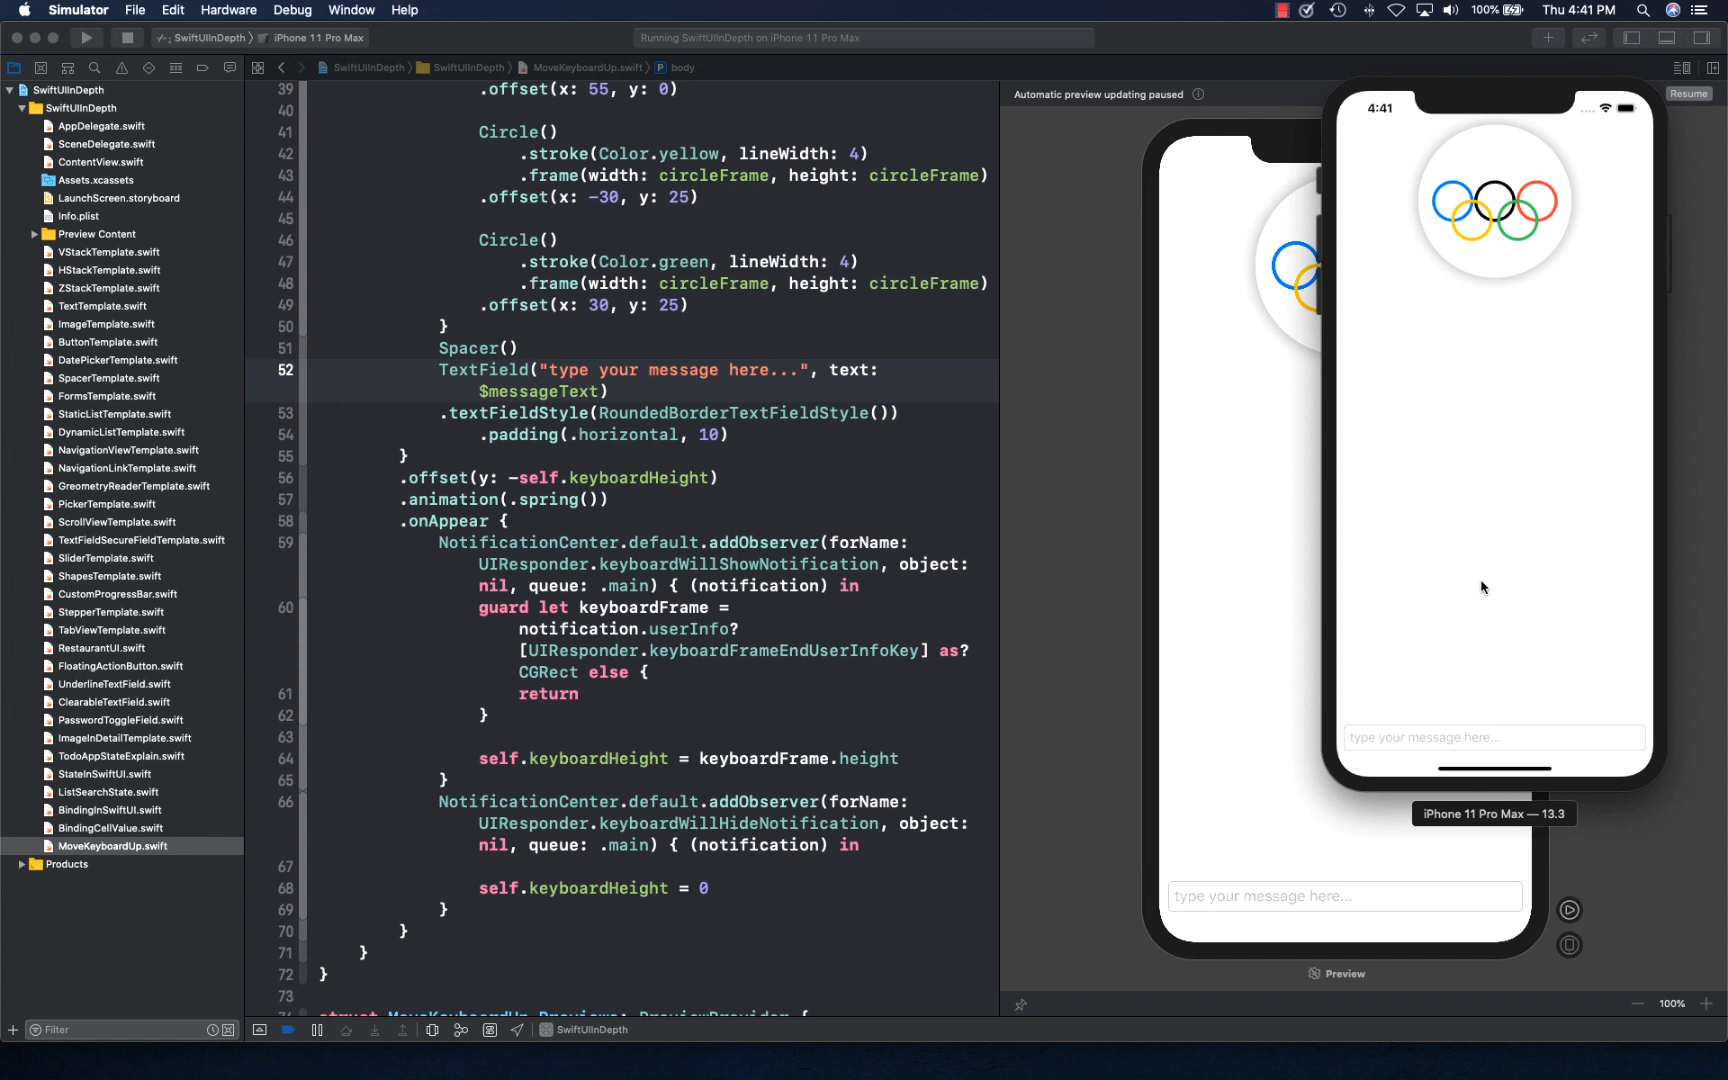 Simulator File Edit Hardware Debug Window Help
100% Thu 4:41 PM
SwiftUIInDepth iPhone 11 Pro Max
Running SwiftUIInDepth on iPhone 11 Pro Max
SwiftUIInDepth SwiftUIInDepth MoveKeyboardUp.swift P body
SwiftUIInDepth
SwiftUIInDepth
AppDelegate.swift
SceneDelegate.swift
ContentView.swift
Assets.xcassets
LaunchScreen.storyboard
Info.plist
Preview Content
VStackTemplate.swift
HStackTemplate.swift
ZStackTemplate.swift
TextTemplate.swift
ImageTemplate.swift
ButtonTemplate.swift
DatePickerTemplate.swift
SpacerTemplate.swift
FormsTemplate.swift
StaticListTemplate.swift
DynamicListTemplate.swift
NavigationViewTemplate.swift
NavigationLinkTemplate.swift
GreometryReaderTemplate.swift
PickerTemplate.swift
ScrollViewTemplate.swift
TextFieldSecureFieldTemplate.swift
SliderTemplate.swift
ShapesTemplate.swift
CustomProgressBar.swift
StepperTemplate.swift
TabViewTemplate.swift
RestaurantUI.swift
FloatingActionButton.swift
UnderlineTextField.swift
ClearableTextField.swift
PasswordToggleField.swift
ImageInDetailTemplate.swift
TodoAppStateExplain.swift
StateInSwiftUI.swift
ListSearchState.swift
BindingInSwiftUI.swift
BindingCellValue.swift
MoveKeyboardUp.swift
Products
Filter
39 .offset(x: 55, y: 0)
40
41 Circle()
42 .stroke(Color.yellow, lineWidth: 4)
43 .frame(width: circleFrame, height: circleFrame)
44 .offset(x: -30, y: 25)
45
46 Circle()
47 .stroke(Color.green, lineWidth: 4)
48 .frame(width: circleFrame, height: circleFrame)
49 .offset(x: 30, y: 25)
50 }
51 Spacer()
52 TextField("type your message here...", text:
$messageText)
53 .textFieldStyle(RoundedBorderTextFieldStyle())
54 .padding(.horizontal, 10)
55 }
56 .offset(y: -self.keyboardHeight)
57 .animation(.spring())
58 .onAppear {
59 NotificationCenter.default.addObserver(forName:
UIResponder.keyboardWillShowNotification, object:
nil, queue: .main) { (notification) in
60 guard let keyboardFrame =
notification.userInfo?
[UIResponder.keyboardFrameEndUserInfoKey] as?
CGRect else {
61 return
62 }
63
64 self.keyboardHeight = keyboardFrame.height
65 }
66 NotificationCenter.default.addObserver(forName:
UIResponder.keyboardWillHideNotification, object:
nil, queue: .main) { (notification) in
67
68 self.keyboardHeight = 0
69 }
70 }
71 }
72 }
73
struct MoveKeyboardUp_Previews: PreviewProvider {
SwiftUIInDepth
Automatic preview updating paused
Resume
4:41
type your message here...
iPhone 11 Pro Max — 13.3
type your message here...
Preview
100%